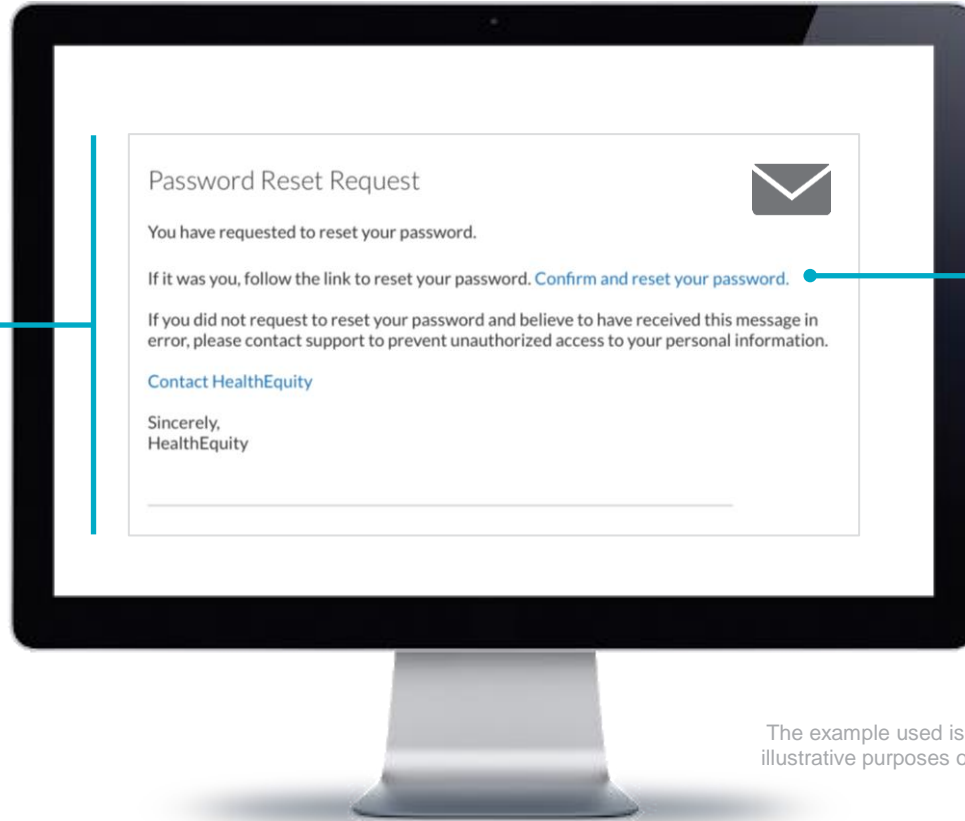 Password Reset Request
You have requested to reset your password.
If it was you, follow the link to reset your password. Confirm and reset your password.
If you did not request to reset your password and believe to have received this message in
error, please contact support to prevent unauthorized access to your personal information.
Contact HealthEquity
Sincerely,
HealthEquity
The example used is
illustrative purposes